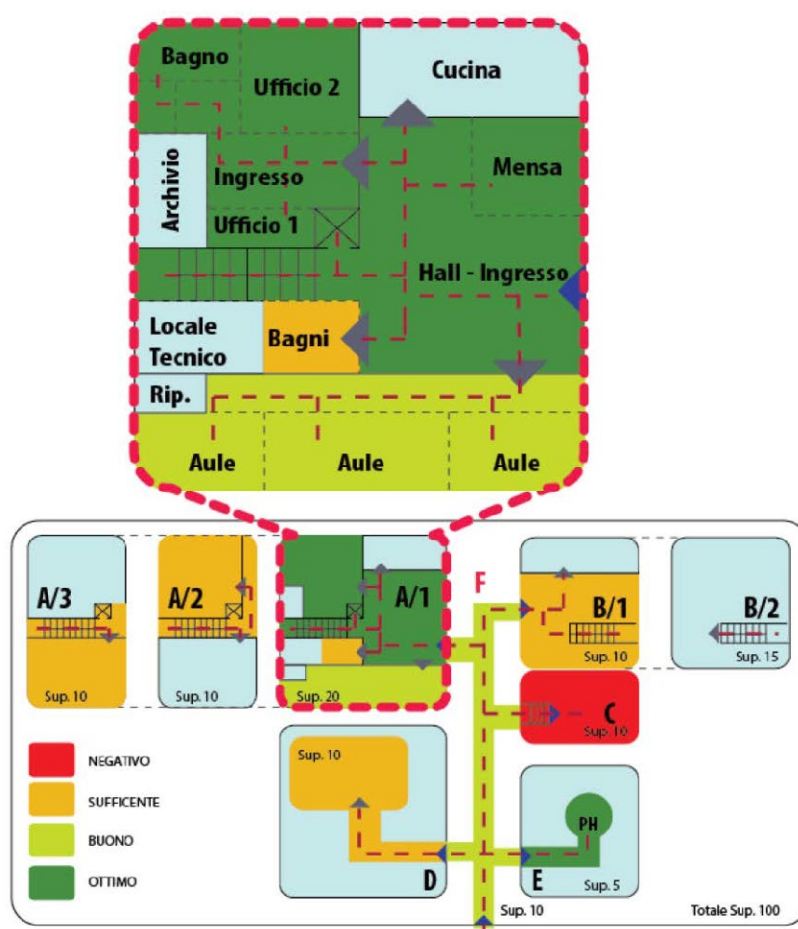 Bagno
Ufficio 2
Cucina
Archivio
Ingresso
Mensa
Ufficio 1
Hall - Ingresso
Locale
Tecnico
Bagni
Rip.
Aule
Aule
Aule
A/3
Sup. 10
A/2
Sup. 10
A/1
Sup. 20
F
B/1
Sup. 10
B/2
Sup. 15
C
Sup. 10
NEGATIVO
SUFFICENTE
BUONO
OTTIMO
Sup. 10
D
PH
E
Sup. 5
Sup. 10
Totale Sup. 100